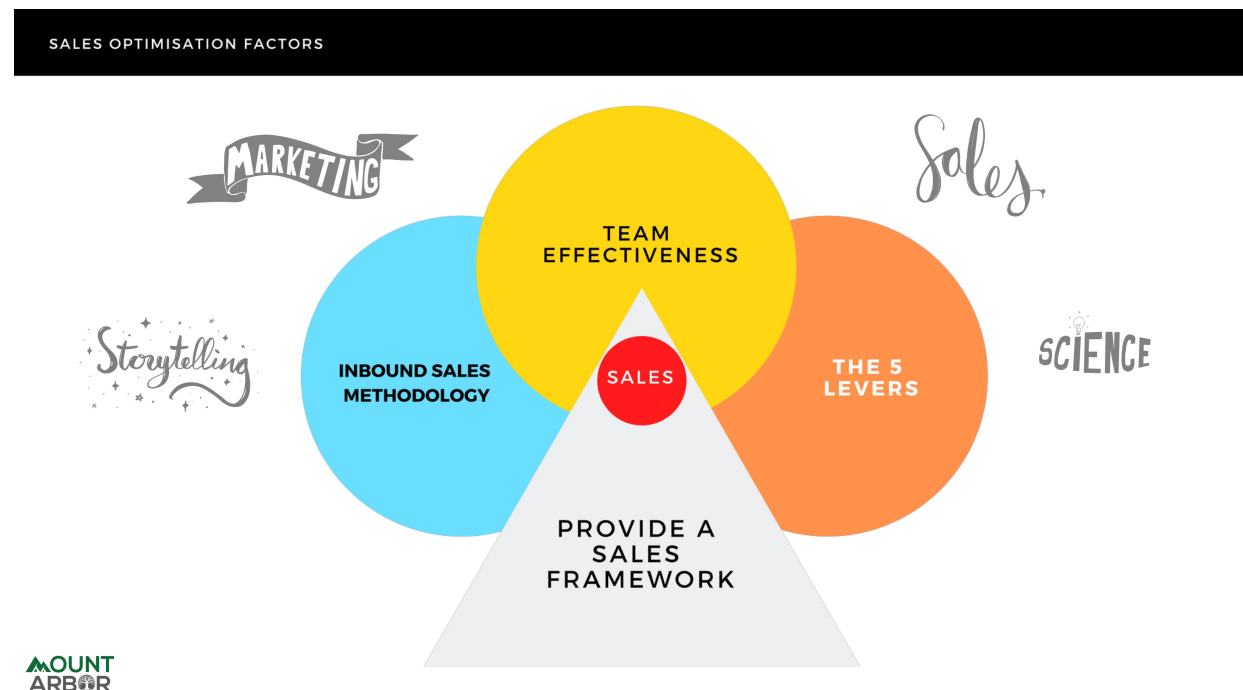 SALES OPTIMISATION FACTORS
MARKETING
Sales
TEAM
EFFECTIVENESS
Storytelling
INBOUND SALES
METHODOLOGY
SALES
THE 5
LEVERS
SCIENCE
PROVIDE A
SALES
FRAMEWORK
MOUNT
ARBOR